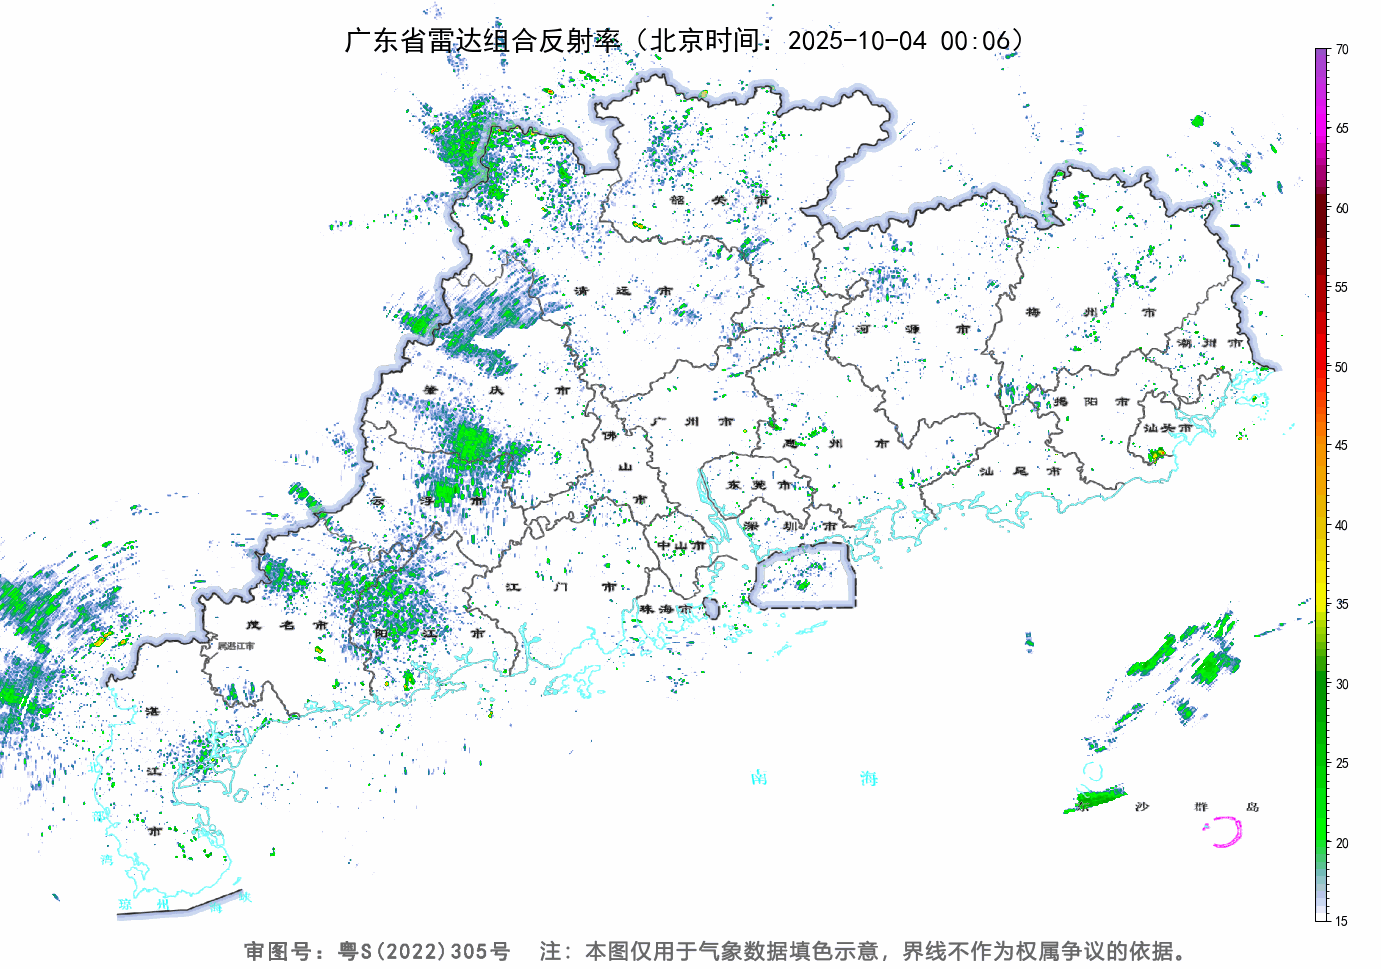 广东省雷达组合反射率（北京时间：2025-10-04 00:06）
70
65
60
55
50
45
40
35
30
25
20
15
韶 关 市
清 远 市
河 源 市
梅 州 市
潮 州 市
肇 庆 市
揭 阳 市
广 州 市
佛 山 市
惠 州 市
汕头市
汕 尾 市
云 浮 市
东 莞 市
深 圳 市
中山市
江 门 市
珠海市
茂 名 市
阳 江 市
属湛江市
湛 江 市
南 海
东 沙 群 岛
湾
琼 州 海 峡
审图号：粤S(2022)305号 注：本图仅用于气象数据填色示意，界线不作为权属争议的依据。